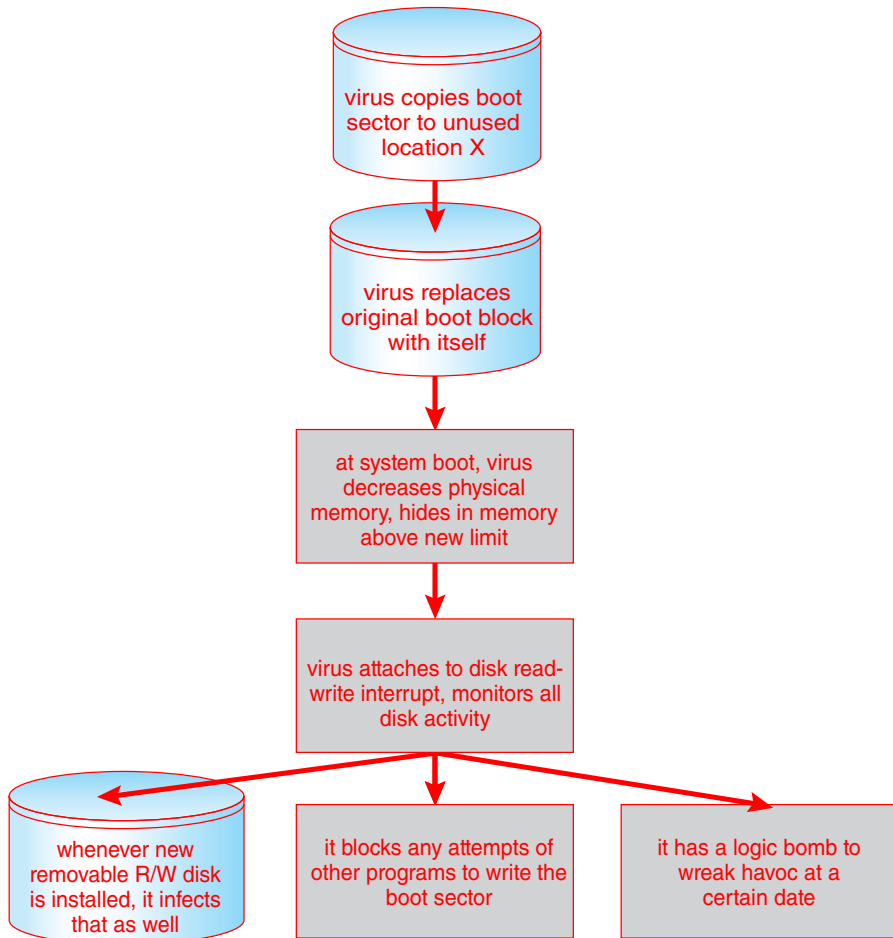 virus copies boot
sector to unused
location X
virus replaces
original boot block
with itself
at system boot, virus
decreases physical
memory, hides in memory
above new limit
virus attaches to disk read-
write interrupt, monitors all
disk activity
whenever new
removable R/W disk
is installed, it infects
that as well
it blocks any attempts of
other programs to write the
boot sector
it has a logic bomb to
wreak havoc at a
certain date